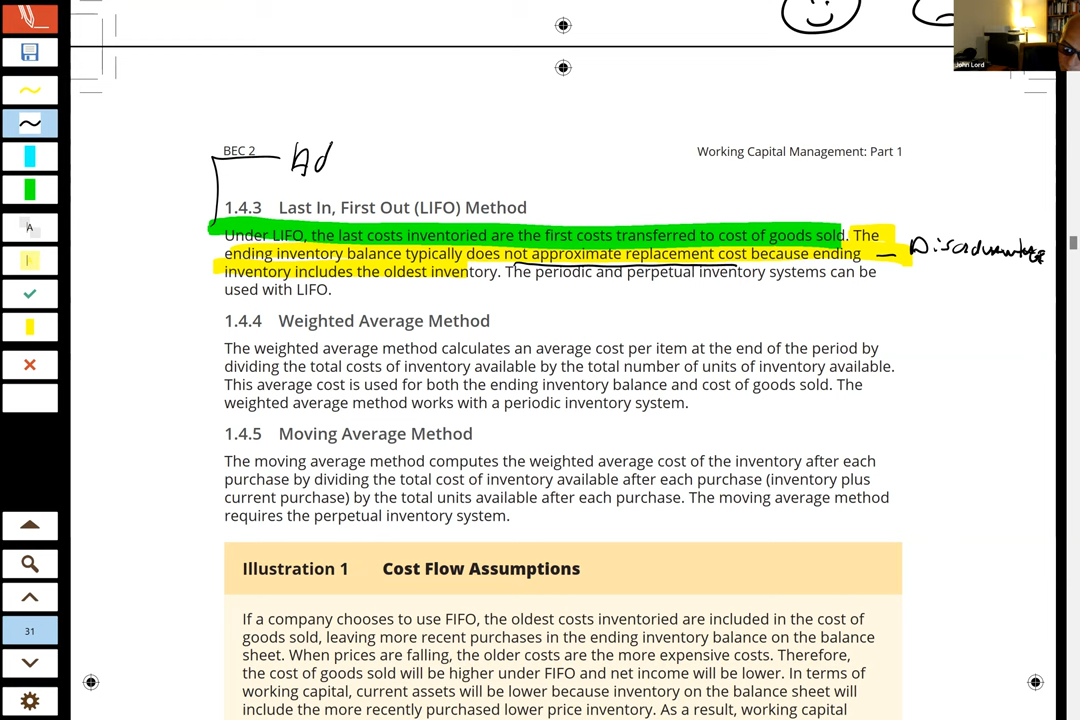 John Lord
BEC 2
Ad
Working Capital Management: Part 1
1.4.3 Last In, First Out (LIFO) Method
Under LIFO, the last costs inventoried are the first costs transferred to cost of goods sold. The
ending inventory balance typically does not approximate replacement cost because ending
inventory includes the oldest inventory. The periodic and perpetual inventory systems can be
used with LIFO.
1.4.4 Weighted Average Method
The weighted average method calculates an average cost per item at the end of the period by
dividing the total costs of inventory available by the total number of units of inventory available.
This average cost is used for both the ending inventory balance and cost of goods sold. The
weighted average method works with a periodic inventory system.
1.4.5 Moving Average Method
The moving average method computes the weighted average cost of the inventory after each
purchase by dividing the total cost of inventory available after each purchase (inventory plus
current purchase) by the total units available after each purchase. The moving average method
requires the perpetual inventory system.
Illustration 1 Cost Flow Assumptions
If a company chooses to use FIFO, the oldest costs inventoried are included in the cost of
goods sold, leaving more recent purchases in the ending inventory balance on the balance
sheet. When prices are falling, the older costs are the more expensive costs. Therefore,
the cost of goods sold will be higher under FIFO and net income will be lower. In terms of
working capital, current assets will be lower because inventory on the balance sheet will
include the more recently purchased lower price inventory. As a result, working capital
A
31